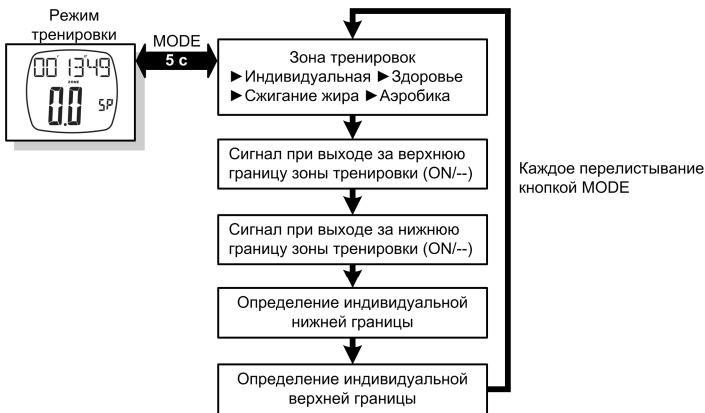 Режим
тренировки
MODE
5 с
00'13"49
ZONE
0.0 SP
Зона тренировок
►Индивидуальная ►Здоровье
►Сжигание жира ►Аэробика
Сигнал при выходе за верхнюю
границу зоны тренировки (ON/--)
Сигнал при выходе за нижнюю
границу зоны тренировки (ON/--)
Определение индивидуальной
нижней границы
Определение индивидуальной
верхней границы
Каждое перелистывание
кнопкой MODE